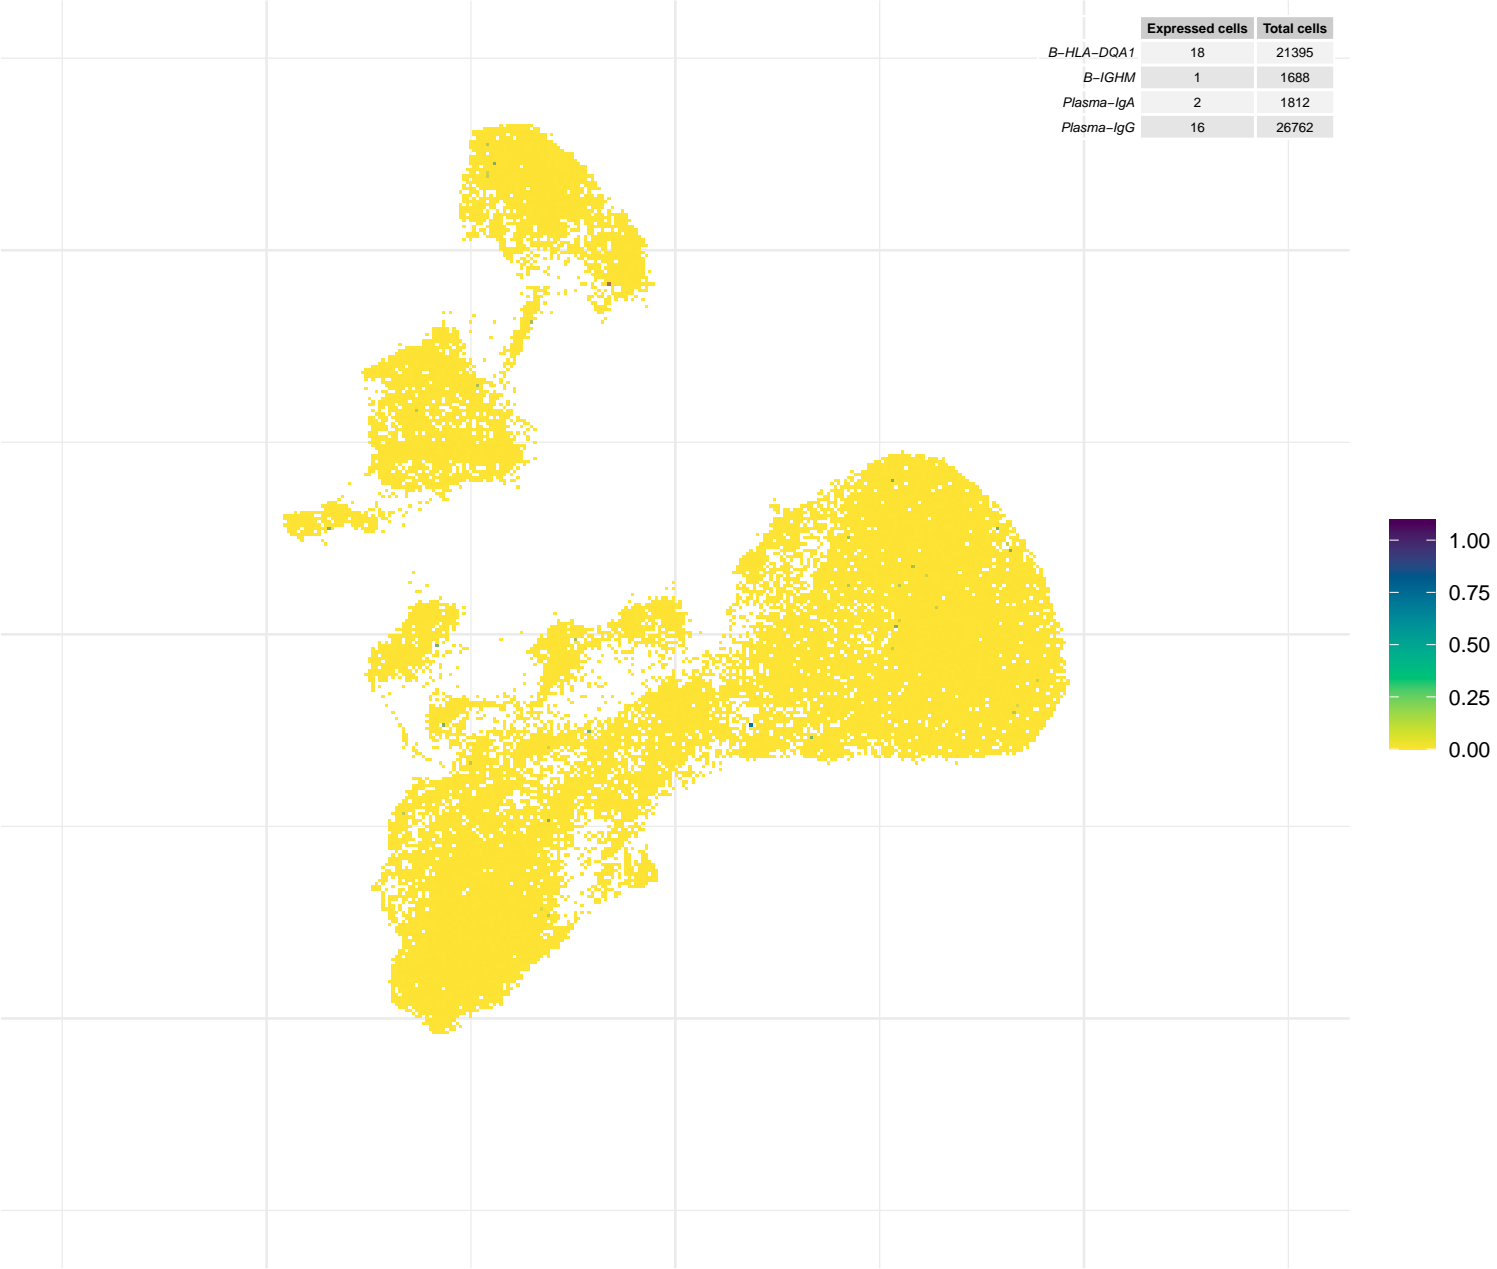 Expressed cells Total cells
B−HLA−DQA1 18 21395
B−IGHM 1 1688
Plasma−IgA 2 1812
Plasma−IgG 16 26762
1.00
0.75
0.50
0.25
0.00